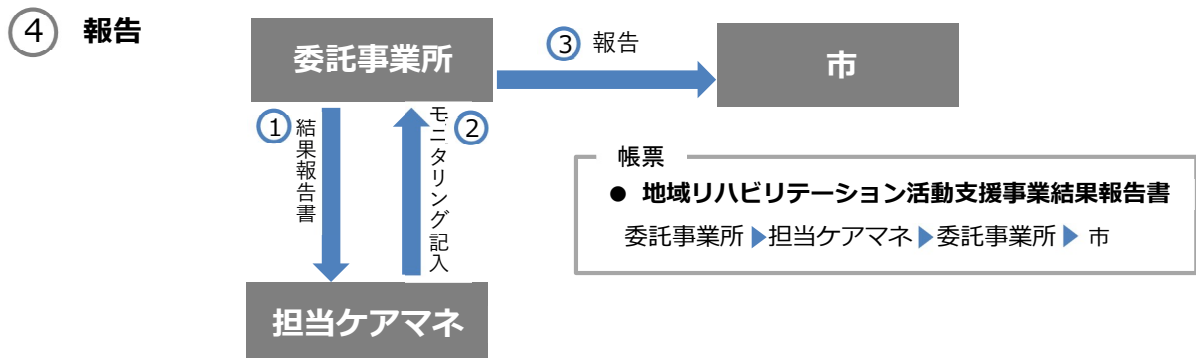 ④ 報告
委託事業所
③ 報告
市
① 結果報告書
モニタリング記入 ②
担当ケアマネ
帳票
● 地域リハビリテーション活動支援事業結果報告書
委託事業所▶担当ケアマネ▶委託事業所▶市